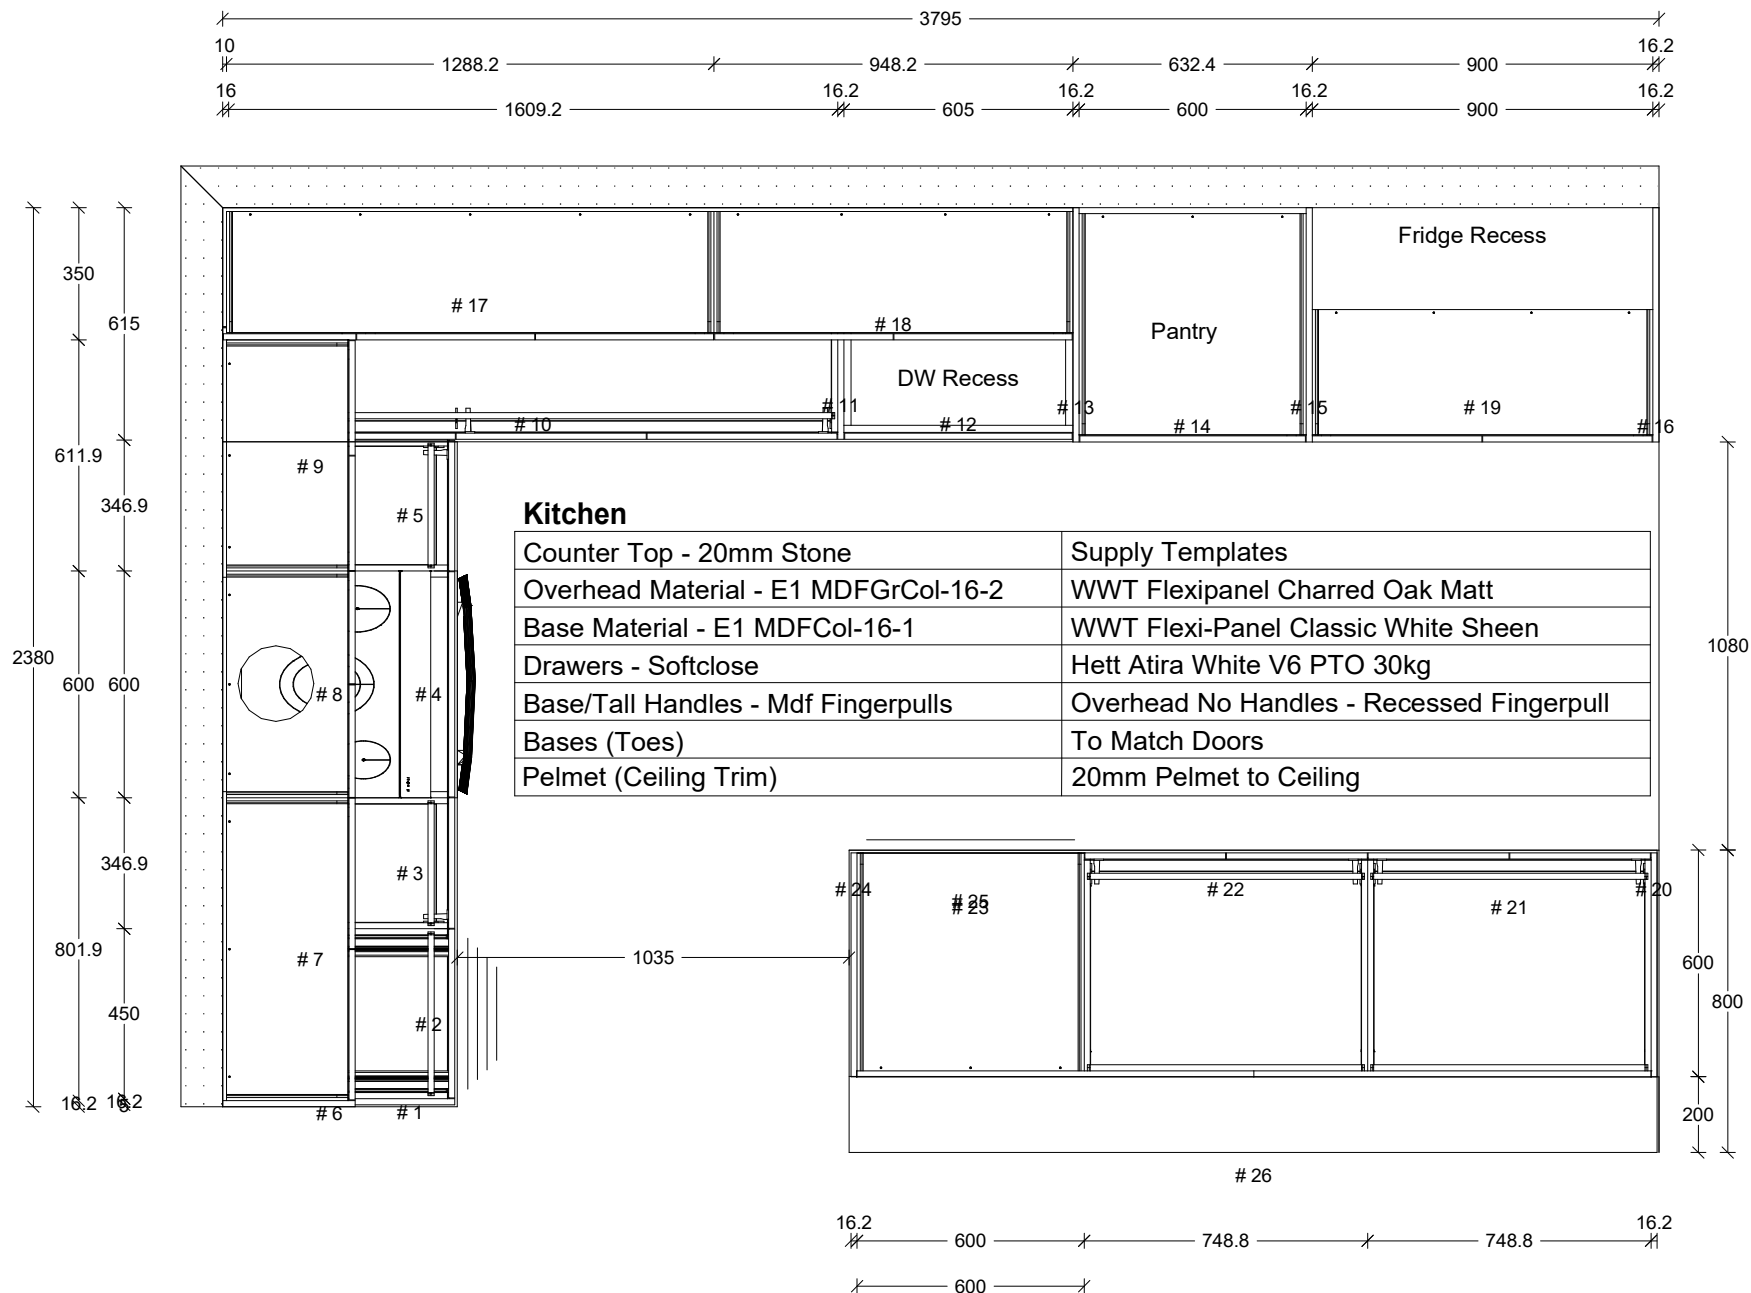 3795
10 1288.2 948.2 632.4 900 16.2
16 1609.2 16.2 605 16.2 600 16.2 900 16.2
Fridge Recess
350
# 17
615
# 18
Pantry
DW Recess
# 11 # 13 # 15 # 19
# 10 # 12 # 14 # 16
611.9
# 9
346.9
# 5
Kitchen
Counter Top - 20mm Stone Supply Templates
Overhead Material - E1 MDFGrCol-16-2 WWT Flexipanel Charred Oak Matt
Base Material - E1 MDFCol-16-1 WWT Flexi-Panel Classic White Sheen
Drawers - Softclose Hett Atira White V6 PTO 30kg
Base/Tall Handles - Mdf Fingerpulls Overhead No Handles - Recessed Fingerpull
Bases (Toes) To Match Doors
Pelmet (Ceiling Trim) 20mm Pelmet to Ceiling
2380
1080
600 600
# 8 # 4
346.9
# 3
# 24 # 25 # 22 # 20
# 23 # 21
801.9
# 7
1035
600
450
# 2
800
16.2 16.2
# 6 # 1
200
# 26
16.2 600 748.8 748.8 16.2
600